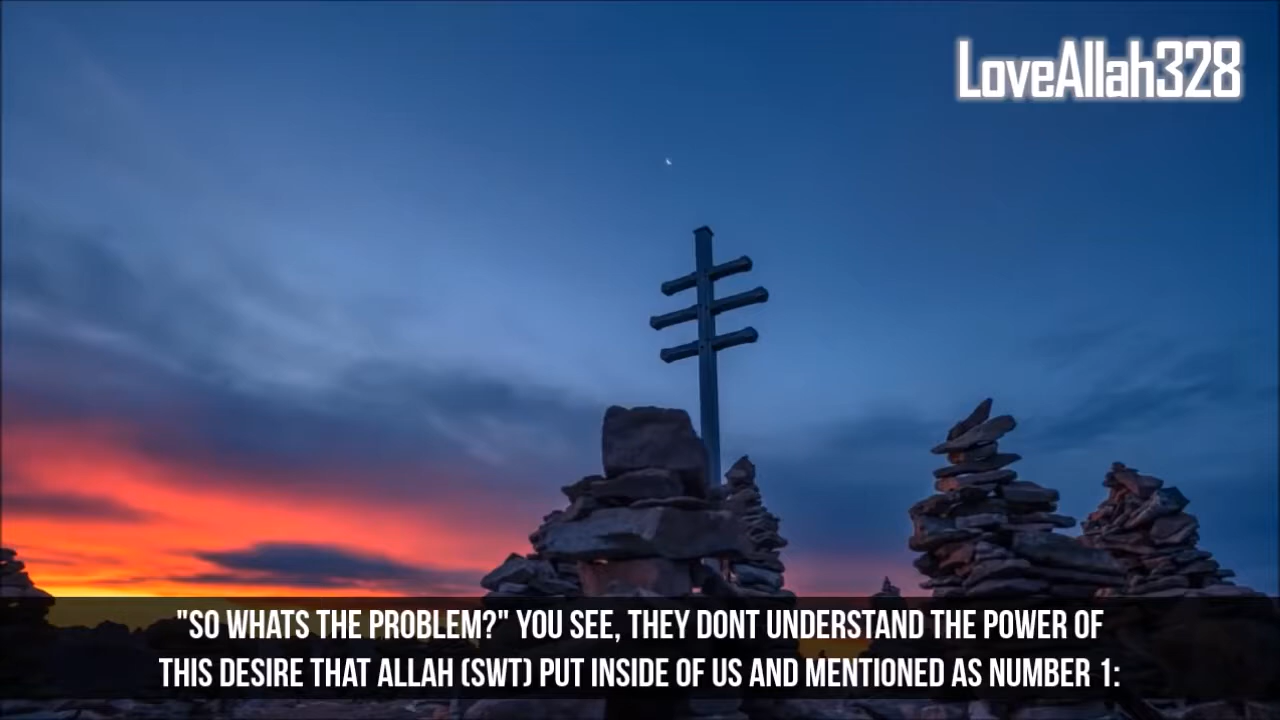 LoveAllah328
"SO WHATS THE PROBLEM?" YOU SEE, THEY DONT UNDERSTAND THE POWER OF
THIS DESIRE THAT ALLAH (SWT) PUT INSIDE OF US AND MENTIONED AS NUMBER 1: